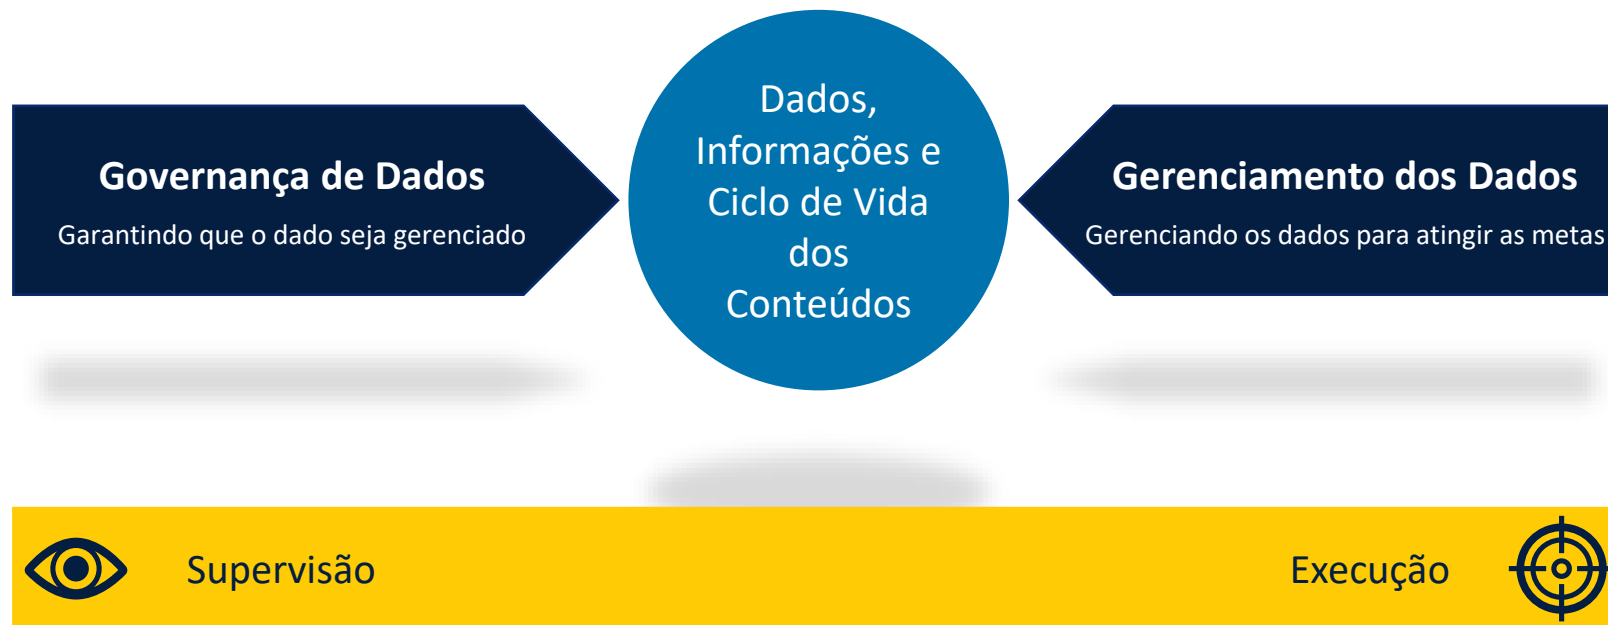 Governança de Dados
Garantindo que o dado seja gerenciado
Dados,
Informações e
Ciclo de Vida
dos
Conteúdos
Gerenciamento dos Dados
Gerenciando os dados para atingir as metas
Supervisão
Execução